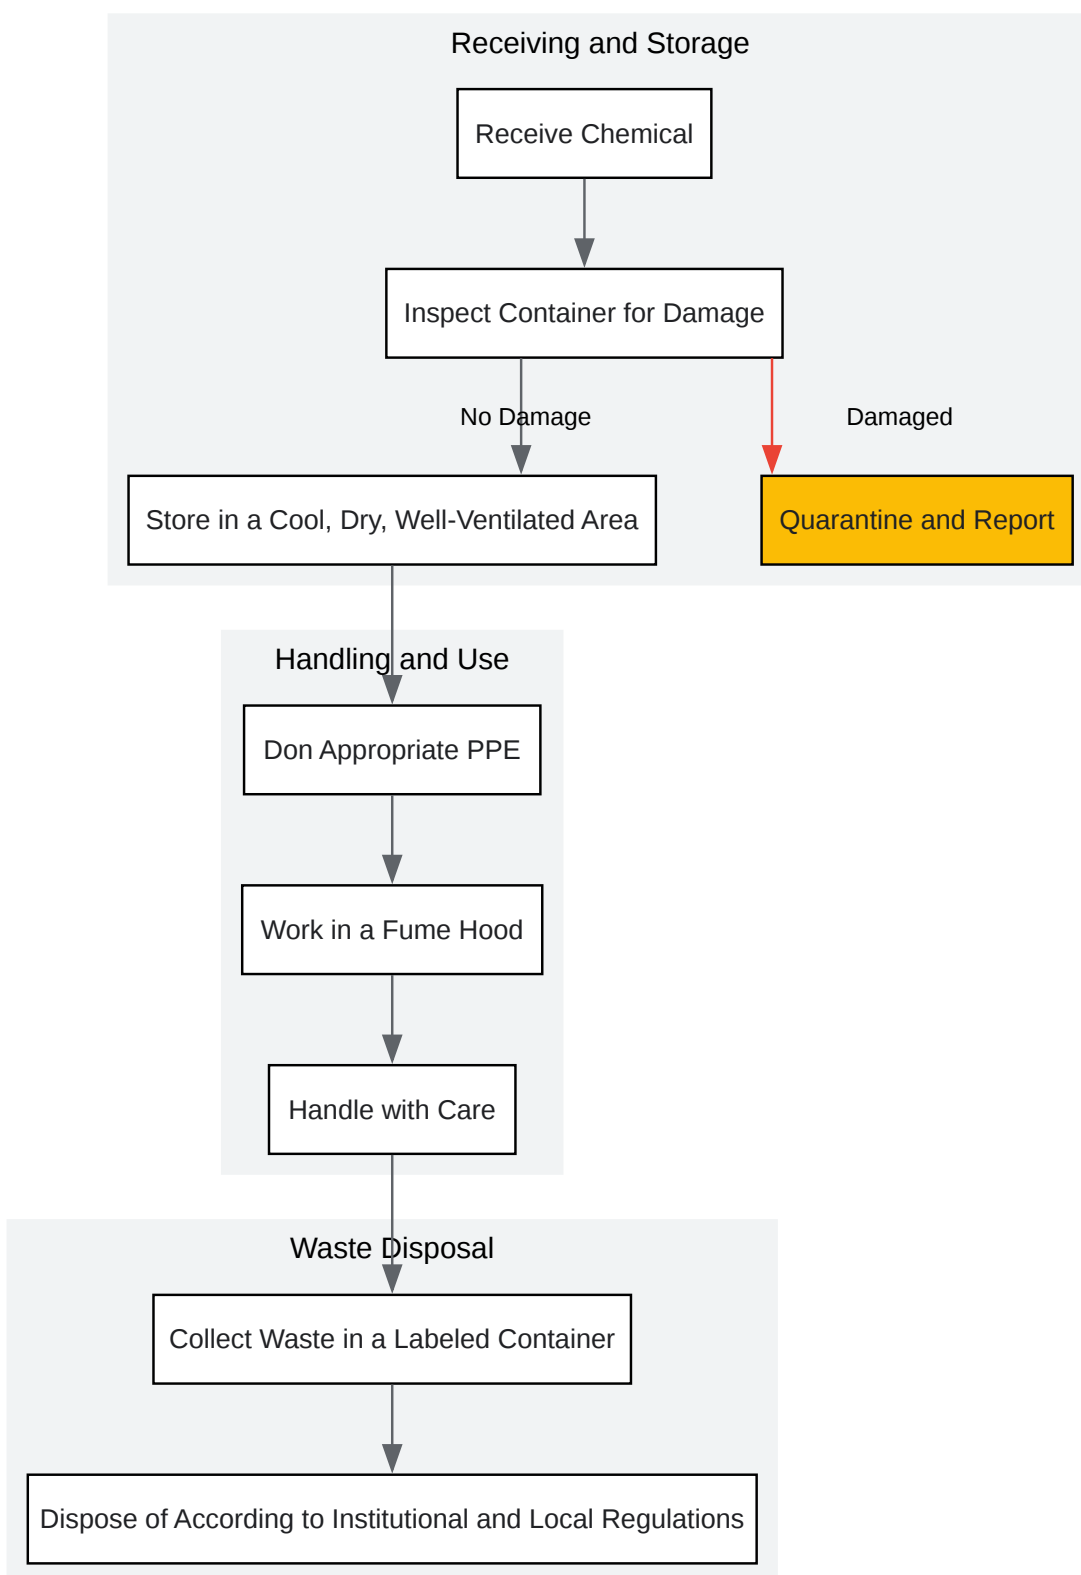 Receiving and Storage
Receive Chemical
Inspect Container for Damage
No Damage
Damaged
Store in a Cool, Dry, Well-Ventilated Area
Quarantine and Report
Handling and Use
Don Appropriate PPE
Work in a Fume Hood
Handle with Care
Waste Disposal
Collect Waste in a Labeled Container
Dispose of According to Institutional and Local Regulations